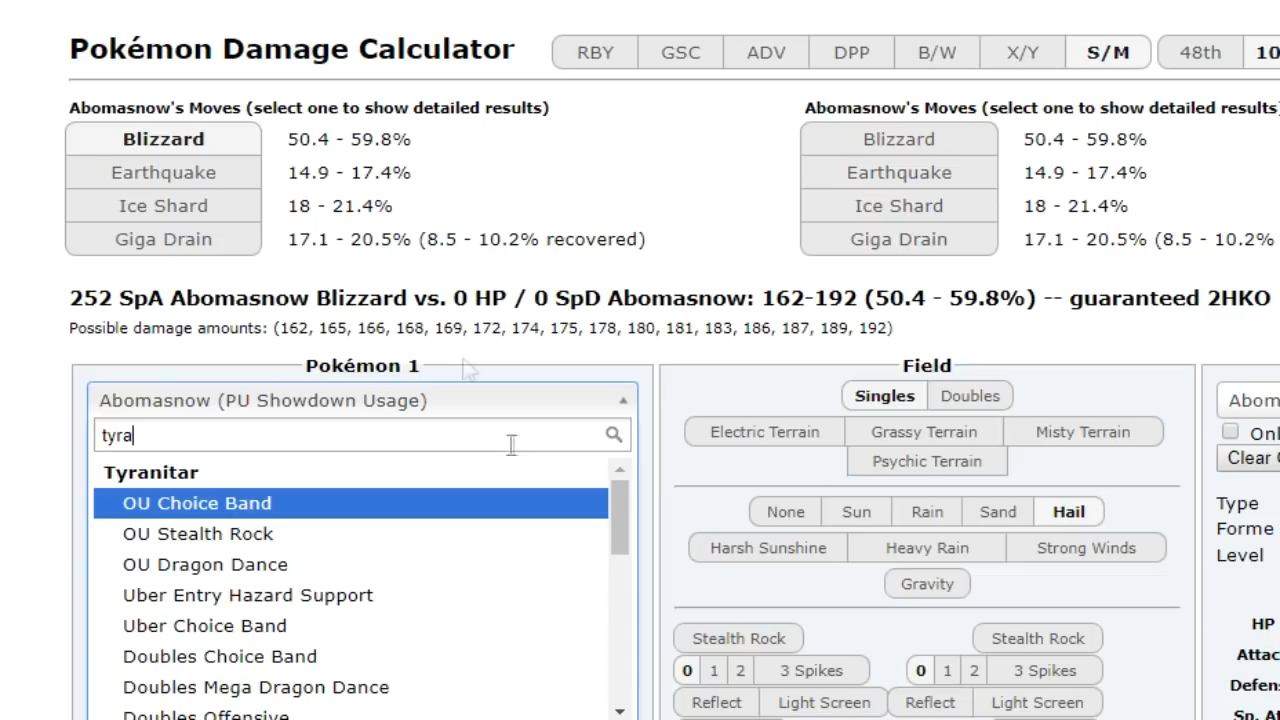 Pokémon Damage Calculator RBY GSC ADV DPP B/W X/Y S/M 48th 10
Abomasnow's Moves (select one to show detailed results) Abomasnow's Moves (select one to show detailed results)
Blizzard 50.4 - 59.8% Blizzard 50.4 - 59.8%
Earthquake 14.9 - 17.4% Earthquake 14.9 - 17.4%
Ice Shard 18 - 21.4% Ice Shard 18 - 21.4%
Giga Drain 17.1 - 20.5% (8.5 - 10.2% recovered) Giga Drain 17.1 - 20.5% (8.5 - 10.2%
252 SpA Abomasnow Blizzard vs. 0 HP / 0 SpD Abomasnow: 162-192 (50.4 - 59.8%) -- guaranteed 2HKO
Possible damage amounts: (162, 165, 166, 168, 169, 172, 174, 175, 178, 180, 181, 183, 186, 187, 189, 192)
Pokémon 1
Abomasnow (PU Showdown Usage)
tyra
Tyranitar
OU Choice Band
OU Stealth Rock
OU Dragon Dance
Uber Entry Hazard Support
Uber Choice Band
Doubles Choice Band
Doubles Mega Dragon Dance
Doubles Offensive
Field
Singles Doubles
Electric Terrain Grassy Terrain Misty Terrain
Psychic Terrain
None Sun Rain Sand Hail
Harsh Sunshine Heavy Rain Strong Winds
Gravity
Stealth Rock Stealth Rock
0 1 2 3 Spikes 0 1 2 3 Spikes
Reflect Light Screen Reflect Light Screen
Abom
Onl
Clear
Type
Forme
Level
HP
Attac
Defen
Sp. At